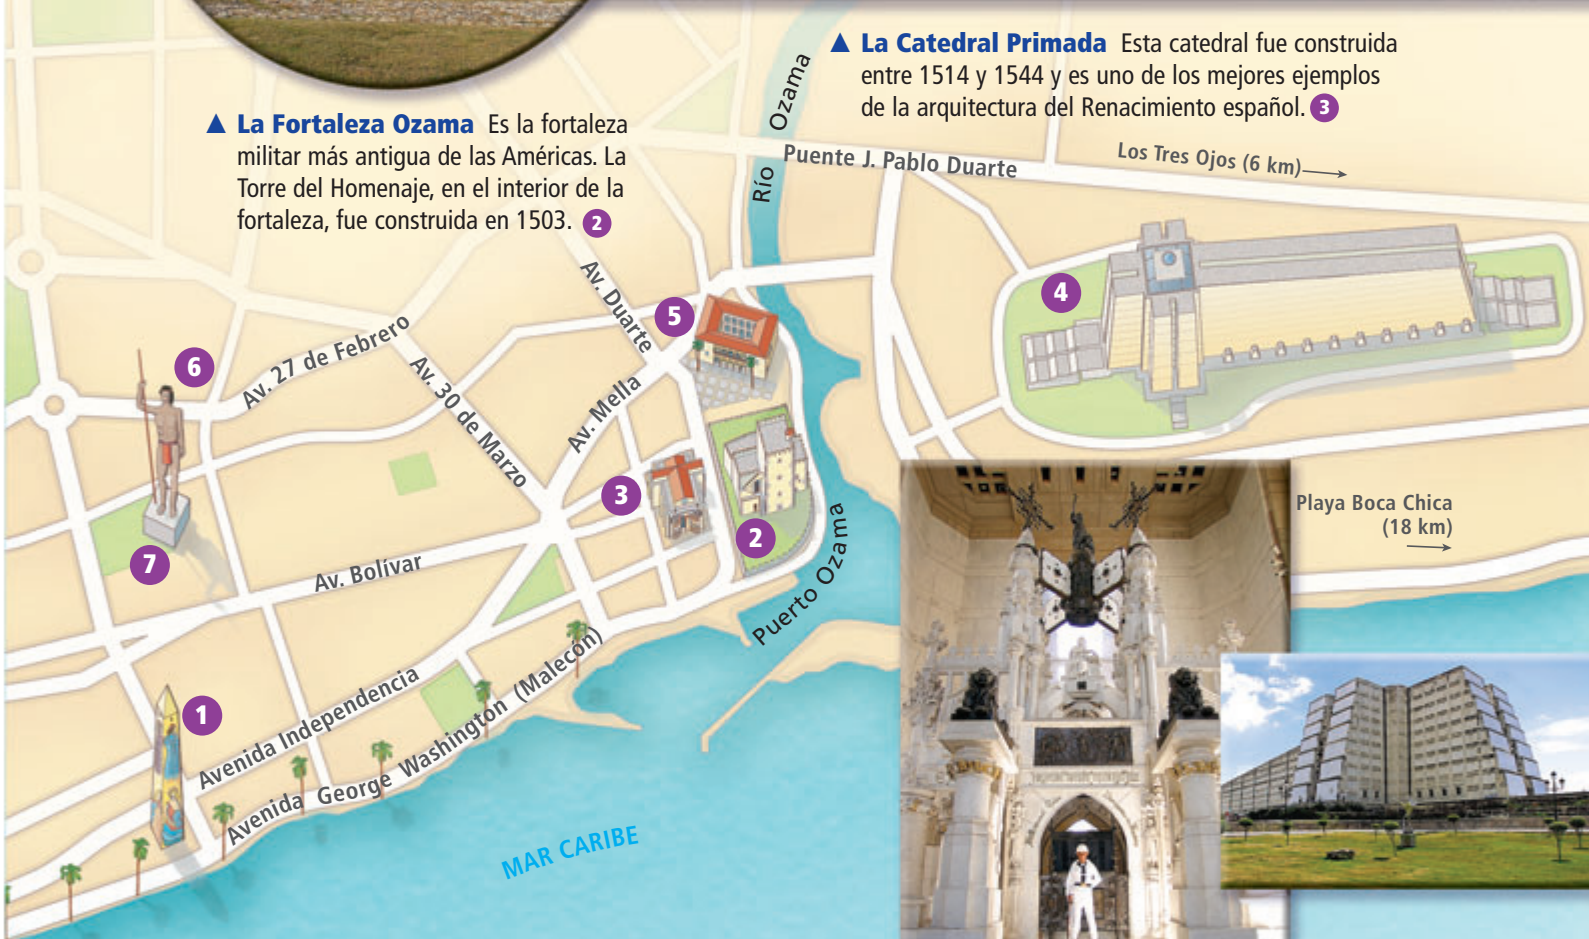 ▲ La Catedral Primada Esta catedral fue construida
entre 1514 y 1544 y es uno de los mejores ejemplos
de la arquitectura del Renacimiento español. 3
▲ La Fortaleza Ozama Es la fortaleza
militar más antigua de las Américas. La
Torre del Homenaje, en el interior de la
fortaleza, fue construida en 1503. 2
Río Ozama
Puente J. Pablo Duarte
Los Tres Ojos (6 km)
4
5
Av. Duarte
6
Av. 27 de Febrero
Av. 30 de Marzo
Av. Mella
3
2
7
Av. Bolívar
Puerto Ozama
Playa Boca Chica
(18 km)
1
Avenida Independencia
Avenida George Washington (Malecón)
MAR CARIBE